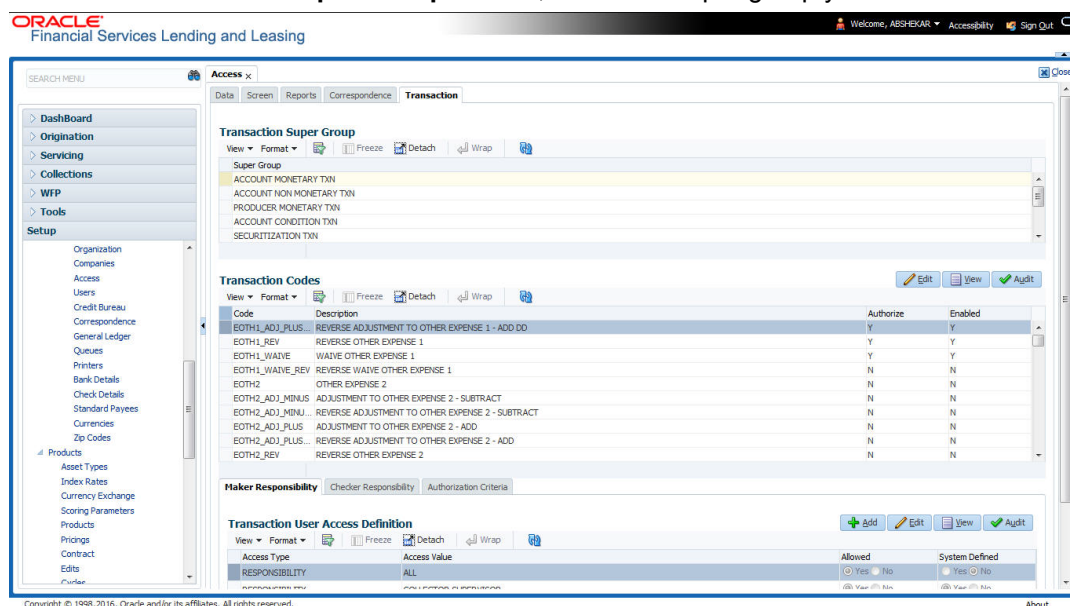 ORACLE
Financial Services Lending and Leasing
Welcome, ABSHEKAR Accessibility Sign Out
SEARCH MENU
DashBoard
Origination
Servicing
Collections
WFP
Tools
Setup
Organization
Companies
Access
Users
Credit Bureau
Correspondence
General Ledger
Queues
Printers
Bank Details
Check Details
Standard Payees
Currencies
Zip Codes
Products
Asset Types
Index Rates
Currency Exchange
Scoring Parameters
Products
Pricings
Contract
Edits
Cycles
Access x
Close
Data Screen Reports Correspondence Transaction
Transaction Super Group
View Format Freeze Detach Wrap
Super Group
ACCOUNT MONETARY TXN
ACCOUNT NON MONETARY TXN
PRODUCER MONETARY TXN
ACCOUNT CONDITION TXN
SECURITIZATION TXN
Transaction Codes
Edit View Audit
View Format Freeze Detach Wrap
Code Description Authorize Enabled
EOTH1_ADJ_PLUS... REVERSE ADJUSTMENT TO OTHER EXPENSE 1 - ADD DD Y Y
EOTH1_REV REVERSE OTHER EXPENSE 1 Y Y
EOTH1_WAIVE WAIVE OTHER EXPENSE 1 Y Y
EOTH1_WAIVE_REV REVERSE WAIVE OTHER EXPENSE 1 N N
EOTH2 OTHER EXPENSE 2 N N
EOTH2_ADJ_MINUS ADJUSTMENT TO OTHER EXPENSE 2 - SUBTRACT N N
EOTH2_ADJ_MINU... REVERSE ADJUSTMENT TO OTHER EXPENSE 2 - SUBTRACT N N
EOTH2_ADJ_PLUS ADJUSTMENT TO OTHER EXPENSE 2 - ADD N N
EOTH2_ADJ_PLUS... REVERSE ADJUSTMENT TO OTHER EXPENSE 2 - ADD N N
EOTH2_REV REVERSE OTHER EXPENSE 2 N N
Maker Responsibility Checker Responsibility Authorization Criteria
Transaction User Access Definition
Add Edit View Audit
View Format Freeze Detach Wrap
Access Type Access Value Allowed System Defined
RESPONSIBILITY ALL Yes No Yes No
RESPONSIBILITY COLLECTOR SUPERVISOR Yes No Yes No
Copyright © 1998-2016, Oracle and/or its affiliates. All rights reserved.
About